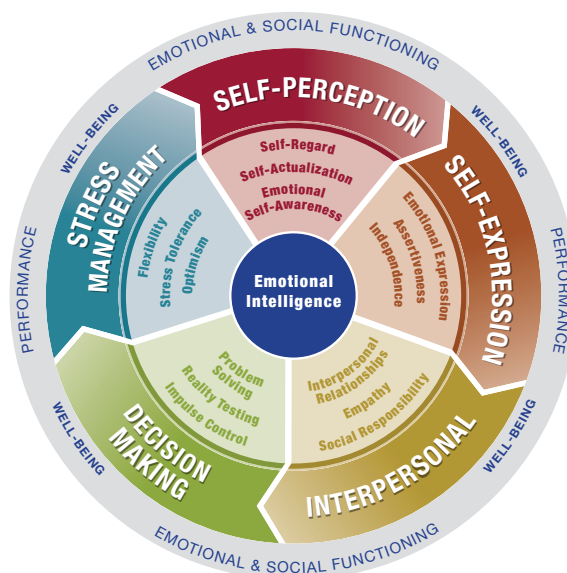 EMOTIONAL & SOCIAL FUNCTIONING
WELL-BEING
WELL-BEING
PERFORMANCE
PERFORMANCE
WELL-BEING
WELL-BEING
EMOTIONAL & SOCIAL FUNCTIONING
SELF-PERCEPTION
Self-Regard
Self-Actualization
Emotional
Self-Awareness
SELF-EXPRESSION
Emotional Expression
Assertiveness
Independence
INTERPERSONAL
Interpersonal
Relationships
Empathy
Social Responsibility
DECISION
MAKING
Problem
Solving
Reality Testing
Impulse Control
STRESS
MANAGEMENT
Flexibility
Stress Tolerance
Optimism
Emotional
Intelligence